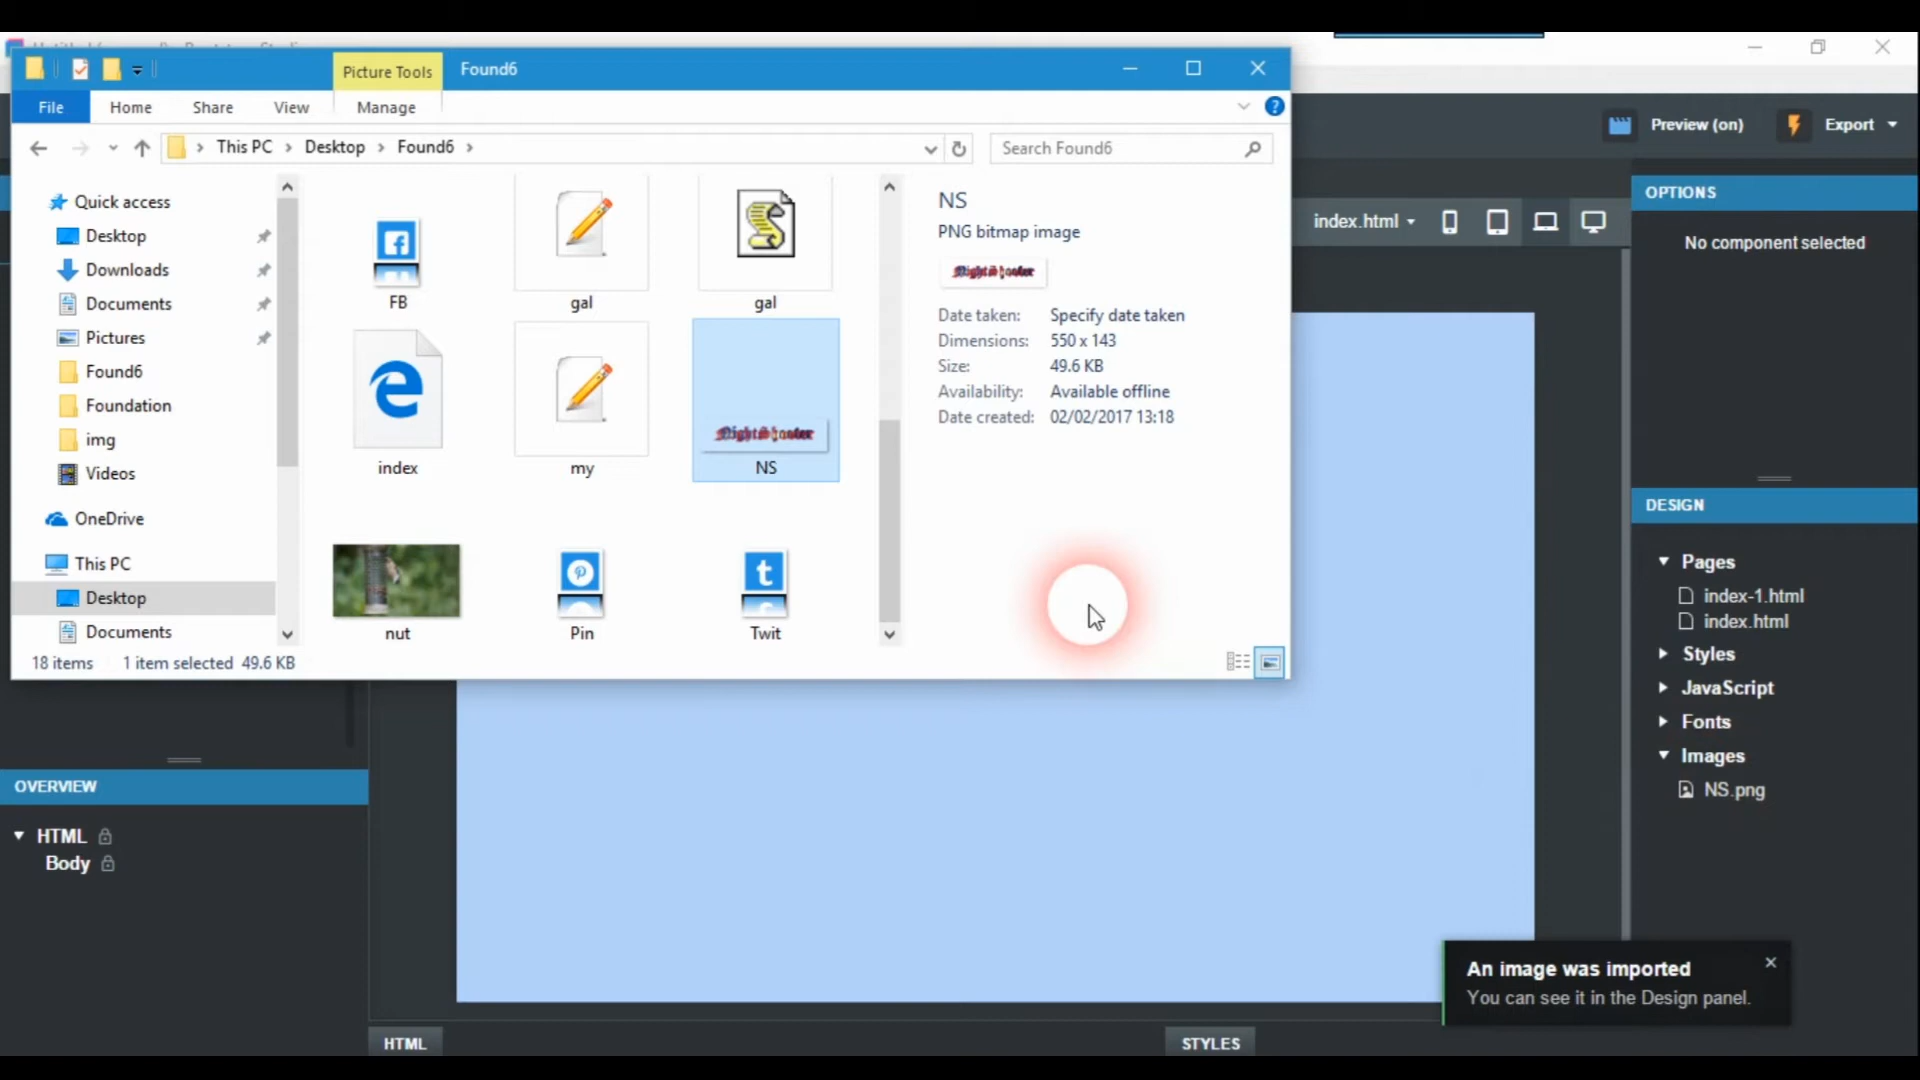 Picture Tools
Found6
File
Home
Share
View
Manage
This PC
Desktop
Found6
Search Found6
Quick access
Desktop
Downloads
Documents
Pictures
Found6
Foundation
img
Videos
OneDrive
This PC
Desktop
Documents
FB
gal
gal
index
my
NightShooter
NS
nut
Pin
Twit
NS
PNG bitmap image
NightShooter
Date taken: Specify date taken
Dimensions: 550 x 143
Size: 49.6 KB
Availability: Available offline
Date created: 02/02/2017 13:18
18 items 1 item selected 49.6 KB
Preview (on)
Export
index.html
OPTIONS
No component selected
DESIGN
Pages
index-1.html
index.html
Styles
JavaScript
Fonts
Images
NS.png
OVERVIEW
HTML
Body
An image was imported
You can see it in the Design panel.
HTML
STYLES